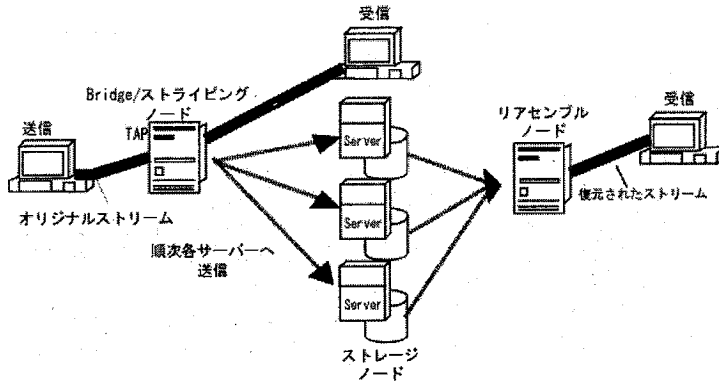 受信
Bridge/ストライピング
ノード
送信
TAP
Server
リアセンブル
ノード
受信
オリジナルストリーム
Server
復元されたストリーム
順次各サーバーへ
送信
Server
ストレージ
ノード